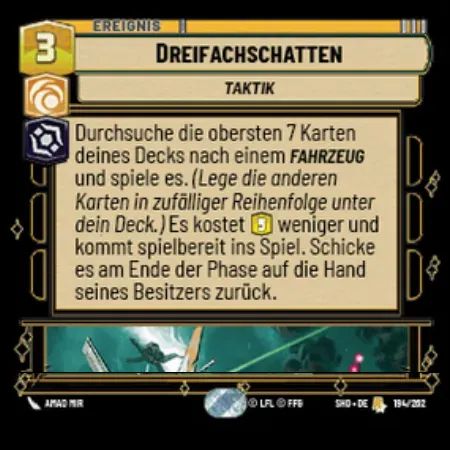 EREIGNIS
3
DREIFACHSCHATTEN
TAKTIK
Durchsuche die obersten 7 Karten
deines Decks nach einem FAHRZEUG
und spiele es. (Lege die anderen
Karten in zufälliger Reihenfolge unter
dein Deck.) Es kostet 3 weniger und
kommt spielbereit ins Spiel. Schicke
es am Ende der Phase auf die Hand
seines Besitzers zurück.
AMAD MIR © LFL © FFG SHD • DE 194/262